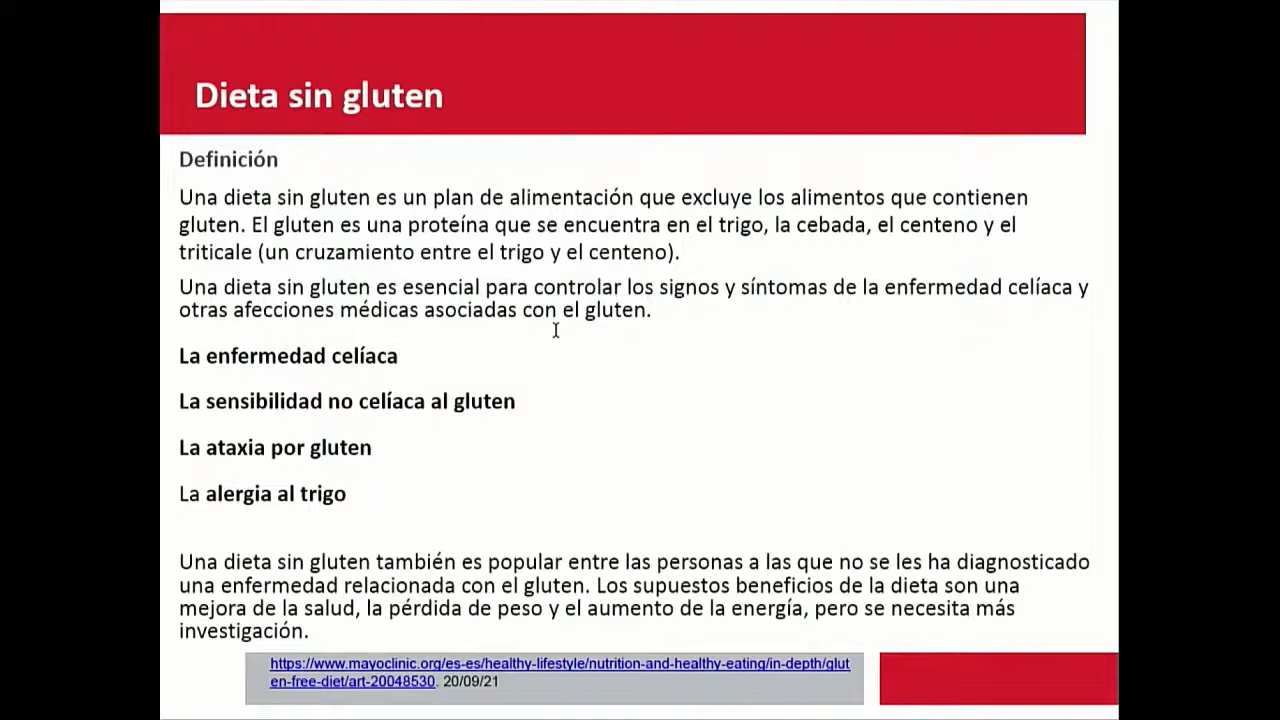 Dieta sin gluten
Definición
Una dieta sin gluten es un plan de alimentación que excluye los alimentos que contienen
gluten. El gluten es una proteína que se encuentra en el trigo, la cebada, el centeno y el
triticale (un cruzamiento entre el trigo y el centeno).
Una dieta sin gluten es esencial para controlar los signos y síntomas de la enfermedad celíaca y
otras afecciones médicas asociadas con el gluten.
La enfermedad celíaca
La sensibilidad no celíaca al gluten
La ataxia por gluten
La alergia al trigo
Una dieta sin gluten también es popular entre las personas a las que no se les ha diagnosticado
una enfermedad relacionada con el gluten. Los supuestos beneficios de la dieta son una
mejora de la salud, la pérdida de peso y el aumento de la energía, pero se necesita más
investigación.
https://www.mayoclinic.org/es-es/healthy-lifestyle/nutrition-and-healthy-eating/in-depth/glut
en-free-diet/art-20048530. 20/09/21